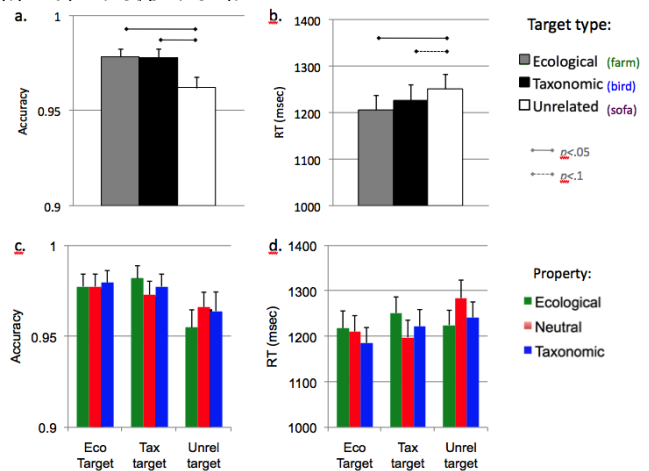 a.
1
0.95
0.9
Accuracy
b.
1400
1300
1200
1100
1000
RT (msec)
Target type:
Ecological (farm)
Taxonomic (bird)
Unrelated (sofa)
p<.05
p<.1
c.
1
0.95
0.9
Accuracy
Eco Target
Tax target
Unrel target
d.
1400
1300
1200
1100
1000
RT (msec)
Eco Target
Tax target
Unrel target
Property:
Ecological
Neutral
Taxonomic